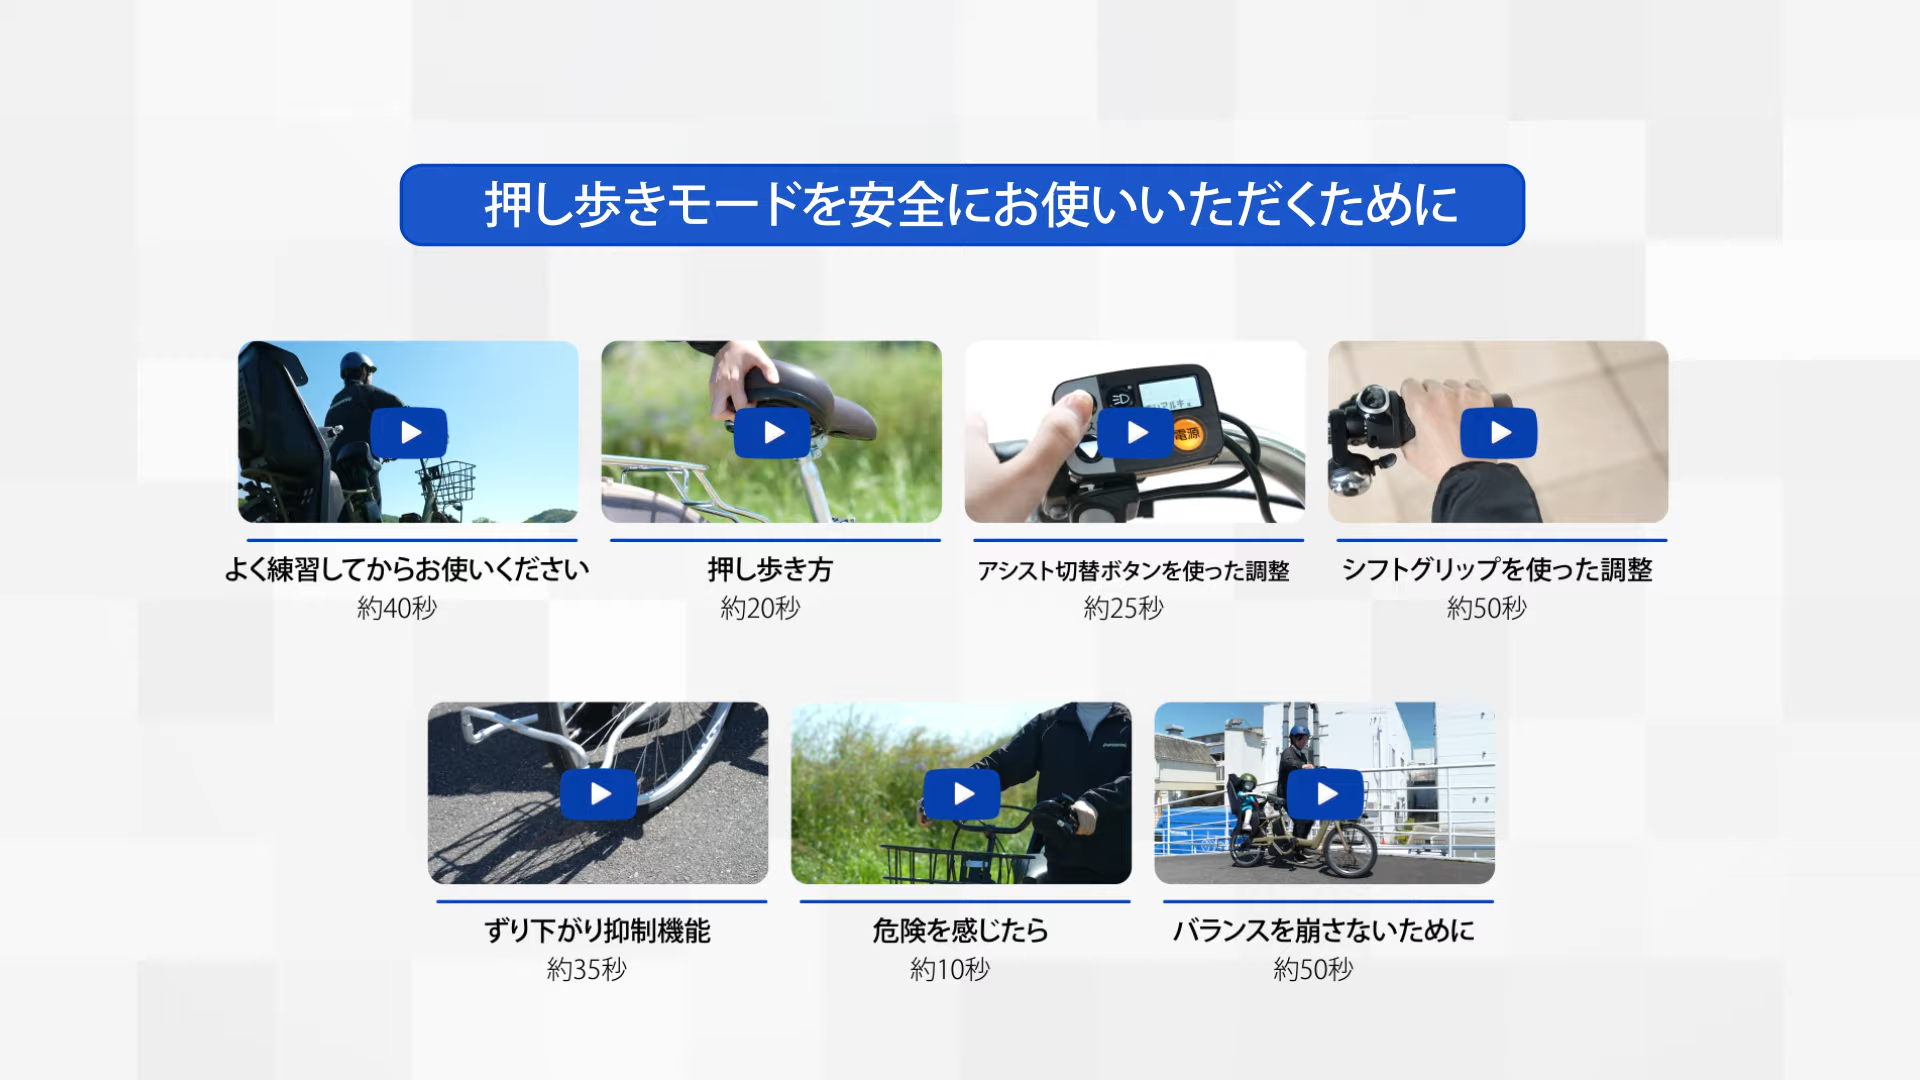 押し歩きモードを安全にお使いいただくために
電源
よく練習してからお使いください
約40秒
押し歩き方
約20秒
アシスト切替ボタンを使った調整
約25秒
シフトグリップを使った調整
約50秒
ずり下がり抑制機能
約35秒
危険を感じたら
約10秒
バランスを崩さないために
約50秒